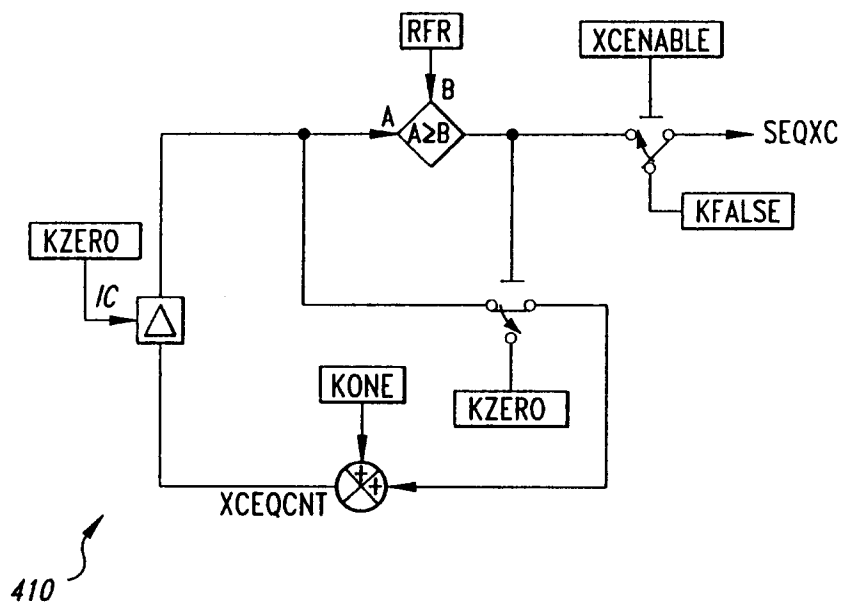 RFR
XCENABLE
B
A
A≥B
SEQXC
KZERO
KFALSE
IC
Δ
KONE
KZERO
+
+
XCEQCNT
410